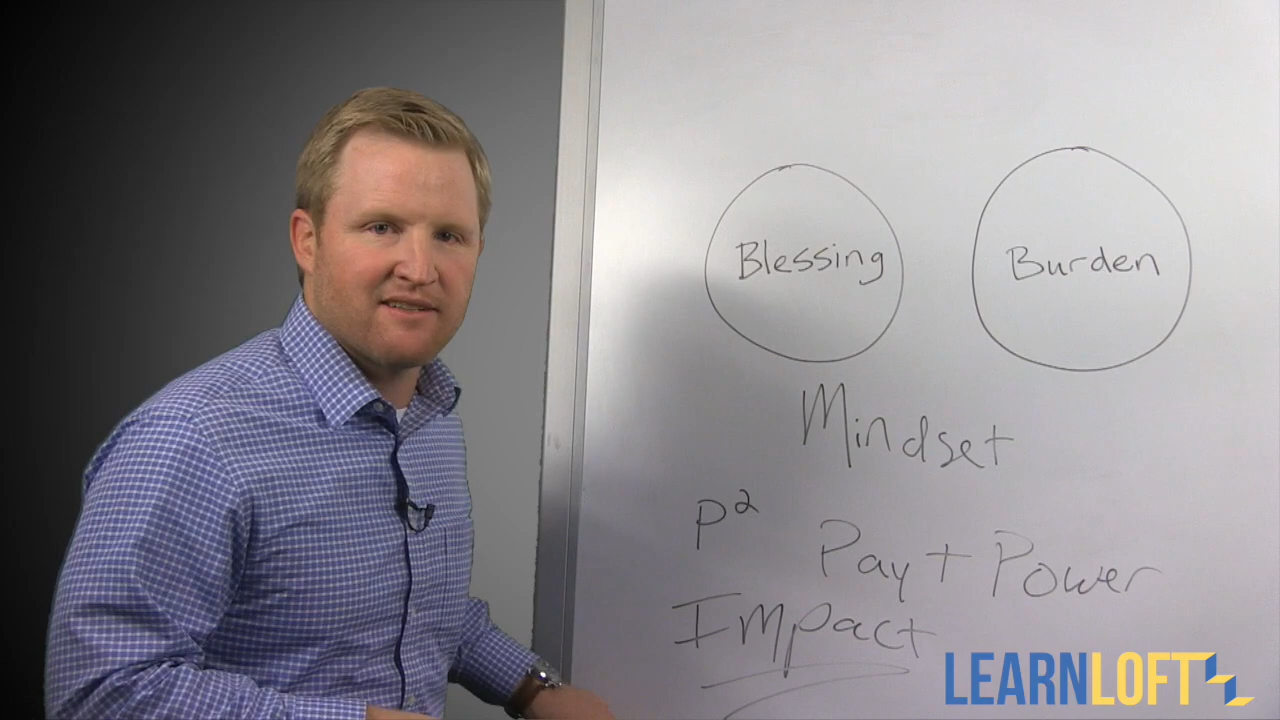 Blessing
Burden
Mindset
P² Pay + Power
Impact
LEARNLOFT